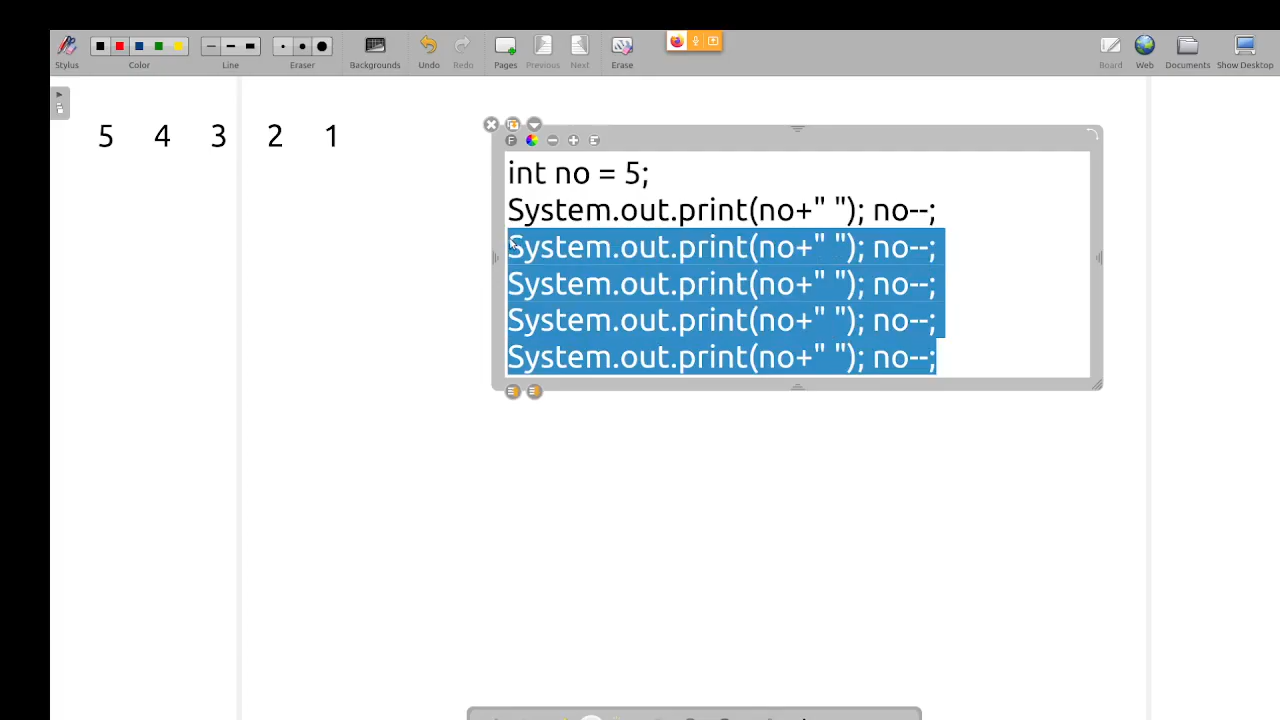 Stylus Color Line Eraser Backgrounds Undo Redo Pages Previous Next Erase Board Web Documents Show Desktop
5 4 3 2 1
int no = 5;
System.out.print(no+" "); no--;
System.out.print(no+" "); no--;
System.out.print(no+" "); no--;
System.out.print(no+" "); no--;
System.out.print(no+" "); no--;